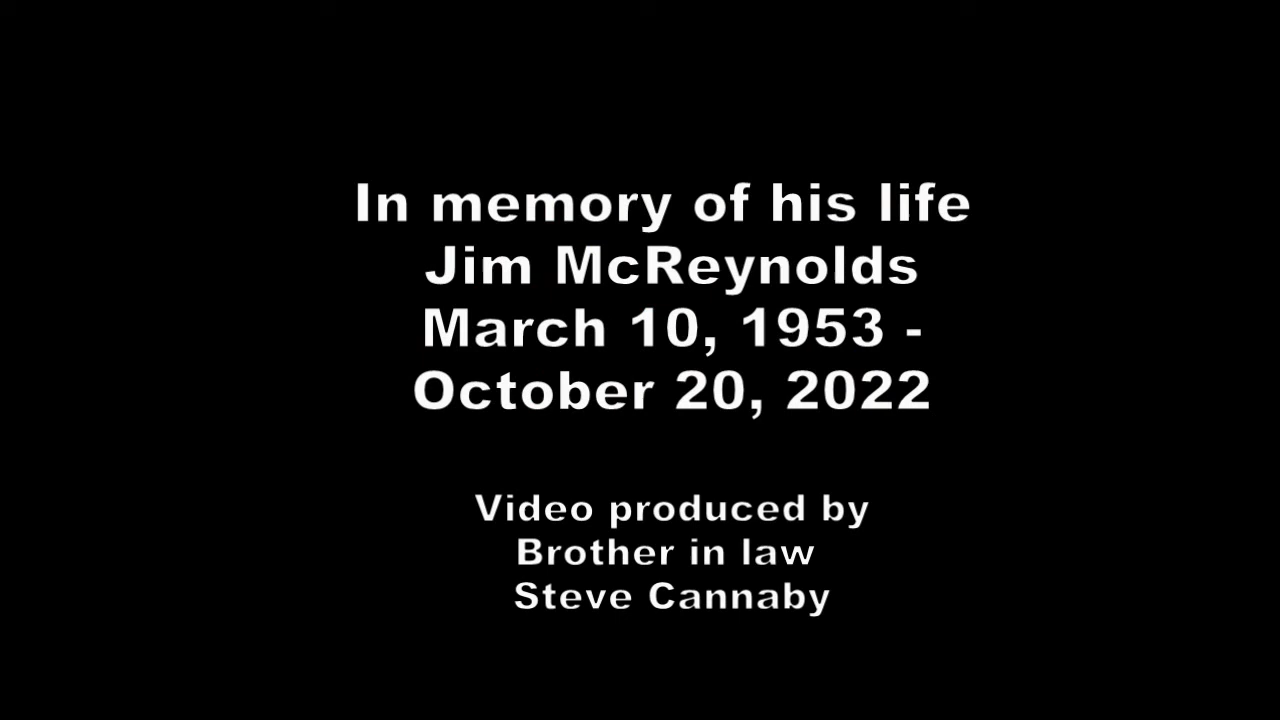 In memory of his life
Jim McReynolds
March 10, 1953 -
October 20, 2022
Video produced by
Brother in law
Steve Cannaby